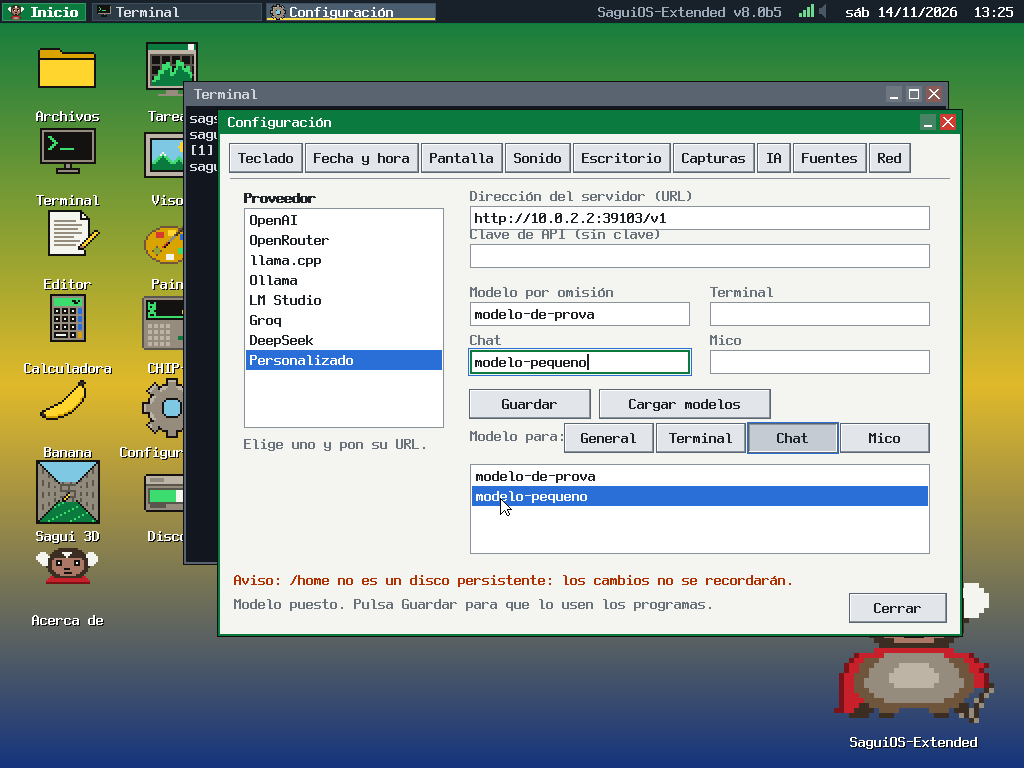 Inicio
Terminal
Configuración
SaguiOS-Extended v8.0b5
sáb 14/11/2026
13:25
Archivos
Terminal
Editor
Calculadora
CHIP-
Banana
Configur
Sagui 3D
Acerca de
Terminal
[1]
Configuración
Teclado
Fecha y hora
Pantalla
Sonido
Escritorio
Capturas
IA
Fuentes
Red
Proveedor
OpenAI
OpenRouter
llama.cpp
Ollama
LM Studio
Groq
DeepSeek
Personalizado
Elige uno y pon su URL.
Dirección del servidor (URL)
http://10.0.2.2:39103/v1
Clave de API (sin clave)
Modelo por omisión
Terminal
modelo-de-prova
Chat
Mico
modelo-pequeno
Guardar
Cargar modelos
Modelo para:
General
Terminal
Chat
Mico
modelo-de-prova
modelo-pequeno
Aviso: /home no es un disco persistente: los cambios no se recordarán.
Modelo puesto. Pulsa Guardar para que lo usen los programas.
Cerrar
SaguiOS-Extended